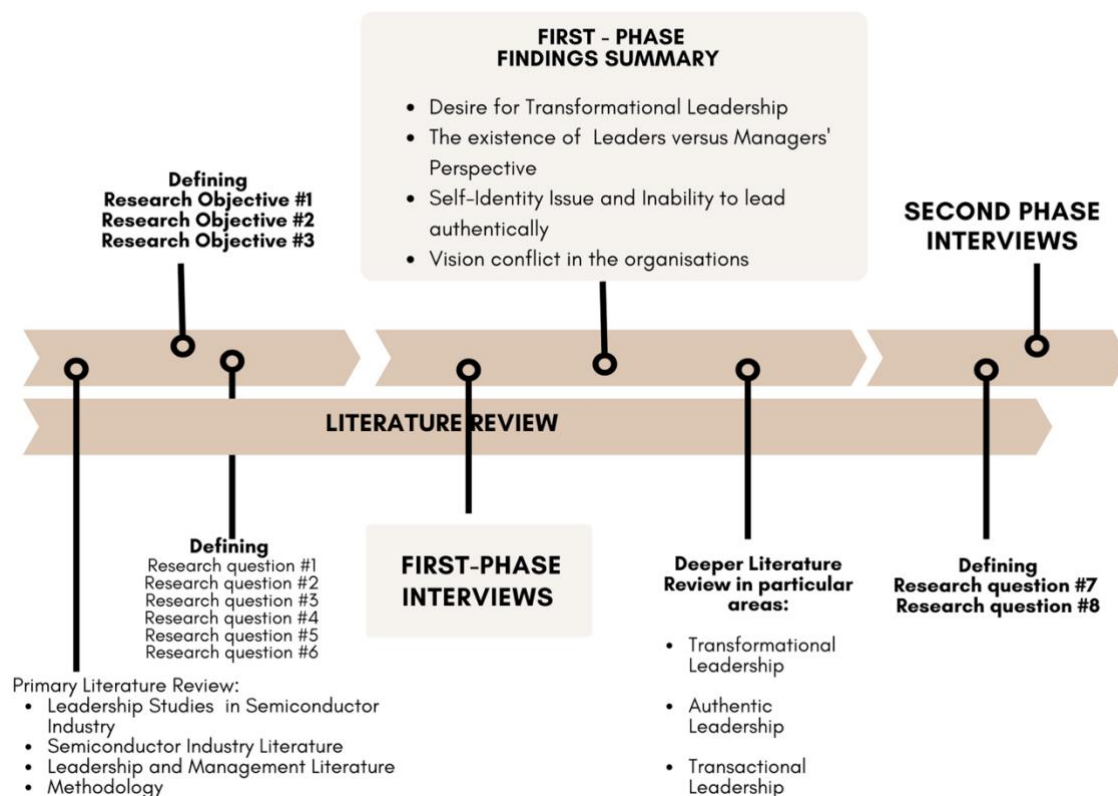 FIRST - PHASE
FINDINGS SUMMARY
• Desire for Transformational Leadership
• The existence of Leaders versus Managers'
Perspective
• Self-Identity Issue and Inability to lead
authentically
• Vision conflict in the organisations
Defining
Research Objective #1
Research Objective #2
Research Objective #3
SECOND PHASE
INTERVIEWS
LITERATURE REVIEW
Primary Literature Review:
• Leadership Studies in Semiconductor
Industry
• Semiconductor Industry Literature
• Leadership and Management Literature
• Methodology
Defining
Research question #1
Research question #2
Research question #3
Research question #4
Research question #5
Research question #6
FIRST-PHASE
INTERVIEWS
Deeper Literature
Review in particular
areas:
• Transformational
Leadership
• Authentic
Leadership
• Transactional
Leadership
Defining
Research question #7
Research question #8